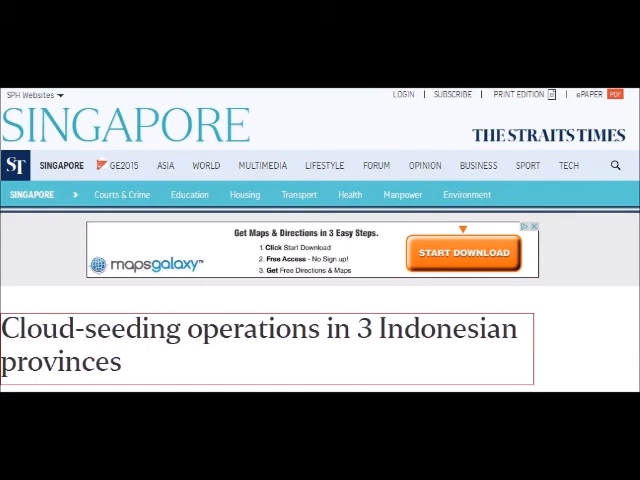 SPH Websites
LOGIN | SUBSCRIBE | PRINT EDITION | ePAPER PDF
SINGAPORE
THE STRAITS TIMES
ST SINGAPORE GE2015 ASIA WORLD MULTIMEDIA LIFESTYLE FORUM OPINION BUSINESS SPORT TECH
SINGAPORE Courts & Crime Education Housing Transport Health Manpower Environment
Get Maps & Directions in 3 Easy Steps.
1. Click Start Download
2. Free Access - No Sign up!
3. Get Free Directions & Maps
mapsgalaxy™
START DOWNLOAD
Cloud-seeding operations in 3 Indonesian
provinces